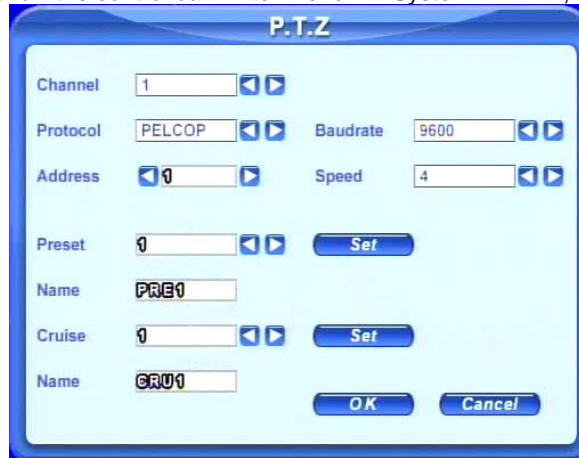 P.T.Z
Channel 1
Protocol PELCOP Baudrate 9600
Address 1 Speed 4
Preset 1 Set
Name PRE1
Cruise 1 Set
Name CRU1
OK Cancel